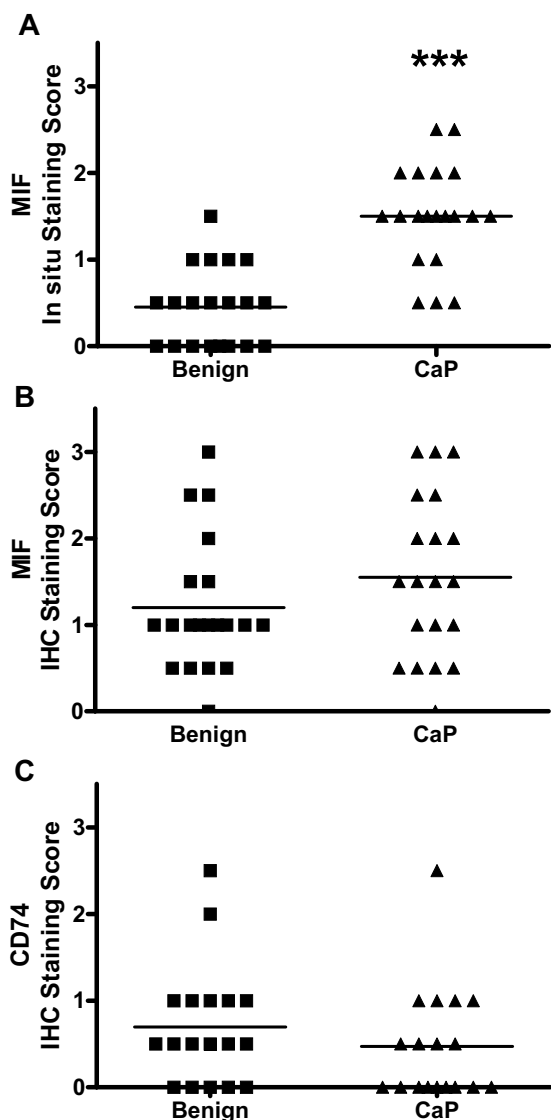 A
***
MIF
In situ Staining Score
3
2
1
0
Benign CaP
B
MIF
IHC Staining Score
3
2
1
0
Benign CaP
C
CD74
IHC Staining Score
3
2
1
0
Benign CaP